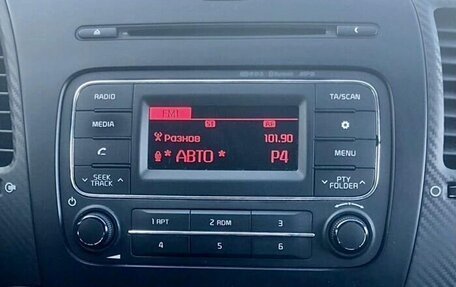 RADIO
MEDIA
SEEK
TRACK
FM1
ST
Разнов 101.90
* АВТО * P4
TA/SCAN
MENU
PTY
FOLDER
1 RPT 2 RDM 3
4 5 6